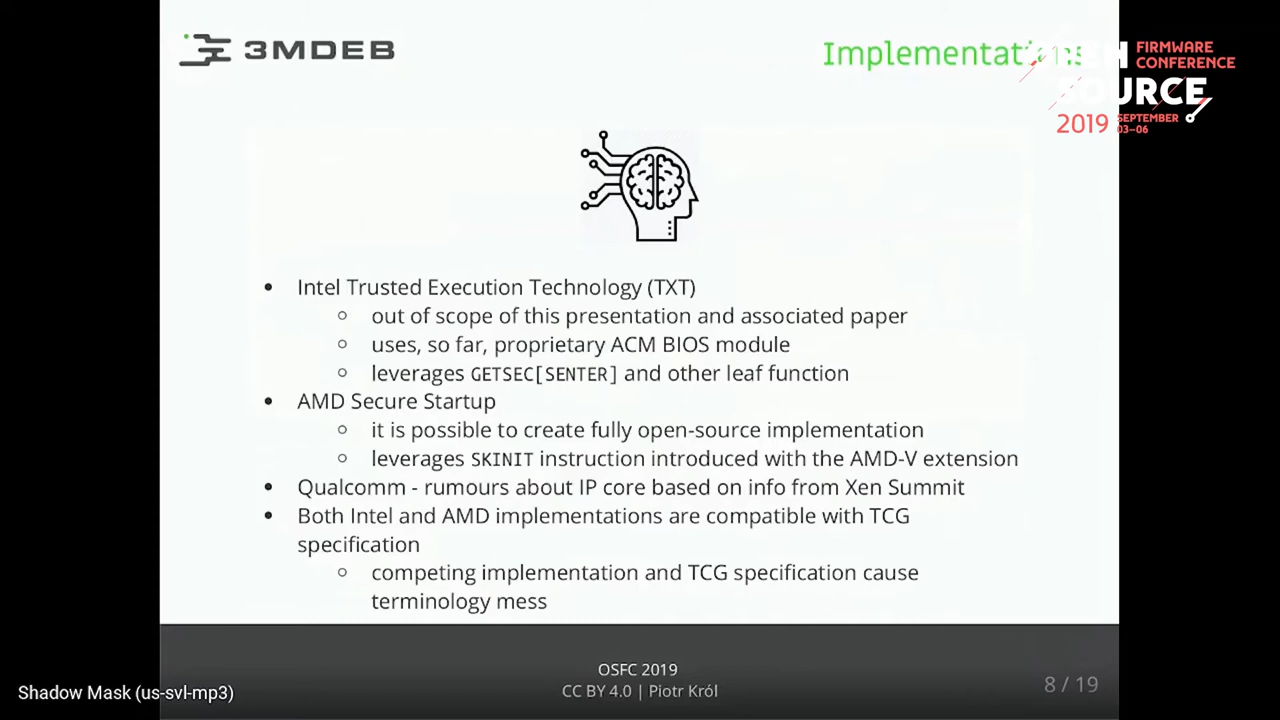 3MDEB
Implementations
FIRMWARE
CONFERENCE
SOURCE
2019
SEPTEMBER
03–06
• Intel Trusted Execution Technology (TXT)
○ out of scope of this presentation and associated paper
○ uses, so far, proprietary ACM BIOS module
○ leverages GETSEC[SENTER] and other leaf function
• AMD Secure Startup
○ it is possible to create fully open-source implementation
○ leverages SKINIT instruction introduced with the AMD-V extension
• Qualcomm - rumours about IP core based on info from Xen Summit
• Both Intel and AMD implementations are compatible with TCG
specification
○ competing implementation and TCG specification cause
terminology mess
OSFC 2019
CC BY 4.0 | Piotr Król
8 / 19
Shadow Mask (us-svl-mp3)